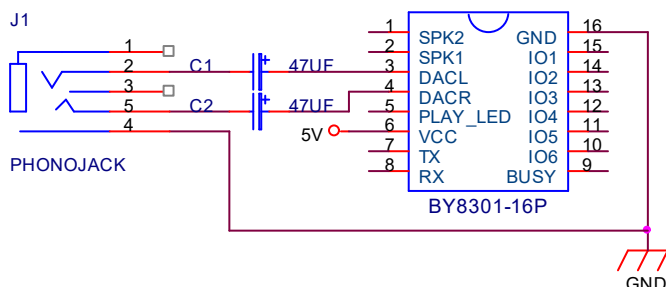 J1
1
2
3
5
4
PHONOJACK
C1 47UF
C2 47UF
5V
1 SPK2 GND 16
2 SPK1 IO1 15
3 DACL IO2 14
4 DACR IO3 13
5 PLAY_LED IO4 12
6 VCC IO5 11
7 TX IO6 10
8 RX BUSY 9
BY8301-16P
GND